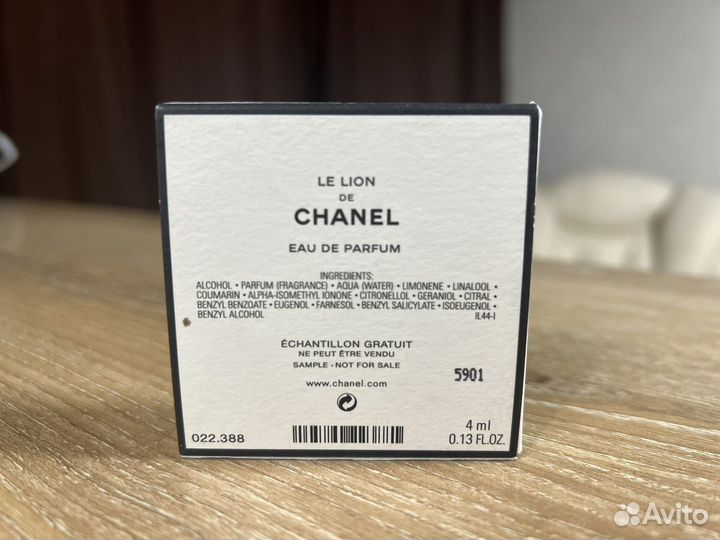 LE LION
DE
CHANEL
EAU DE PARFUM
INGREDIENTS:
ALCOHOL • PARFUM (FRAGRANCE) • AQUA (WATER) • LIMONENE • LINALOOL •
COUMARIN • ALPHA-ISOMETHYL IONONE • CITRONELLOL • GERANIOL • CITRAL •
BENZYL BENZOATE • EUGENOL • FARNESOL • BENZYL SALICYLATE • ISOEUGENOL •
BENZYL ALCOHOL IL44-I
ÉCHANTILLON GRATUIT
NE PEUT ÊTRE VENDU
SAMPLE - NOT FOR SALE
www.chanel.com
5901
022.388
4 ml
0.13 FL.OZ.
Avito